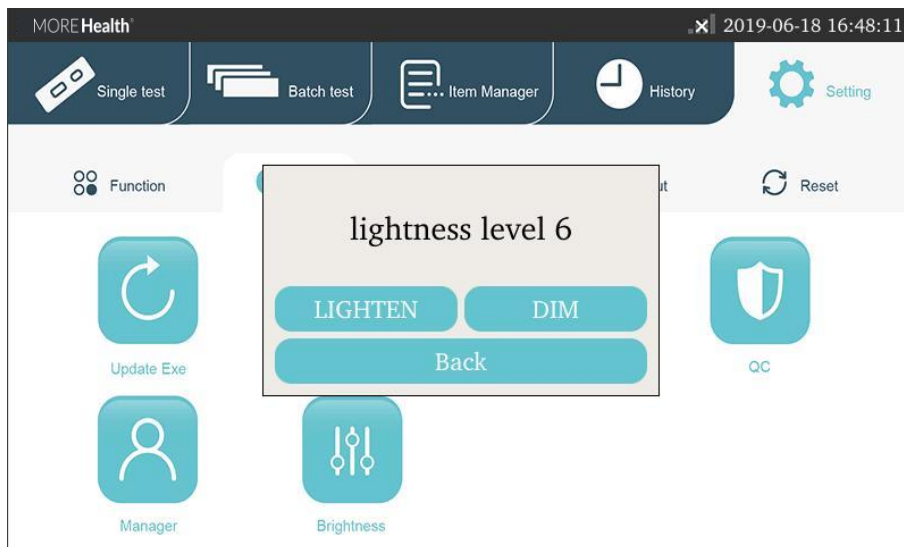 MOREHealth®
2019-06-18 16:48:11
Single test
Batch test
Item Manager
History
Setting
Function
Reset
lightness level 6
LIGHTEN
DIM
Back
Update Exe
QC
Manager
Brightness